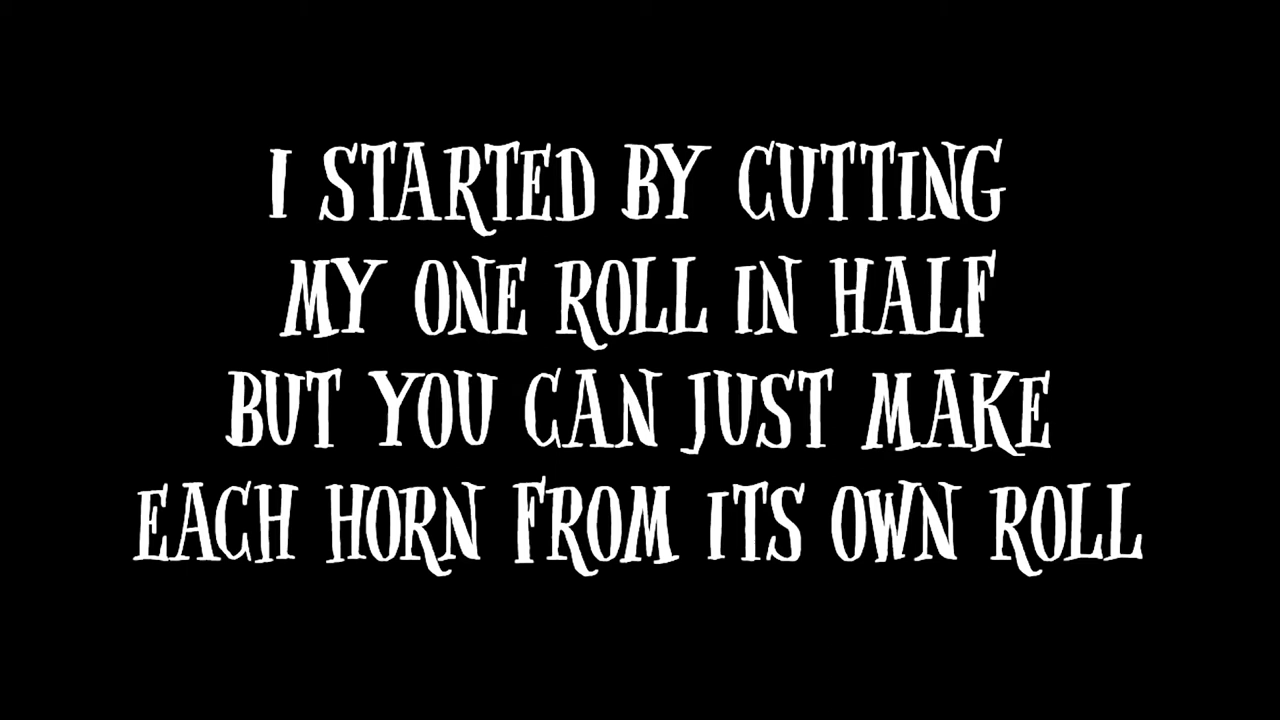 I STARTED BY CUTTING
MY ONE ROLL IN HALF
BUT YOU CAN JUST MAKE
EACH HORN FROM ITS OWN ROLL